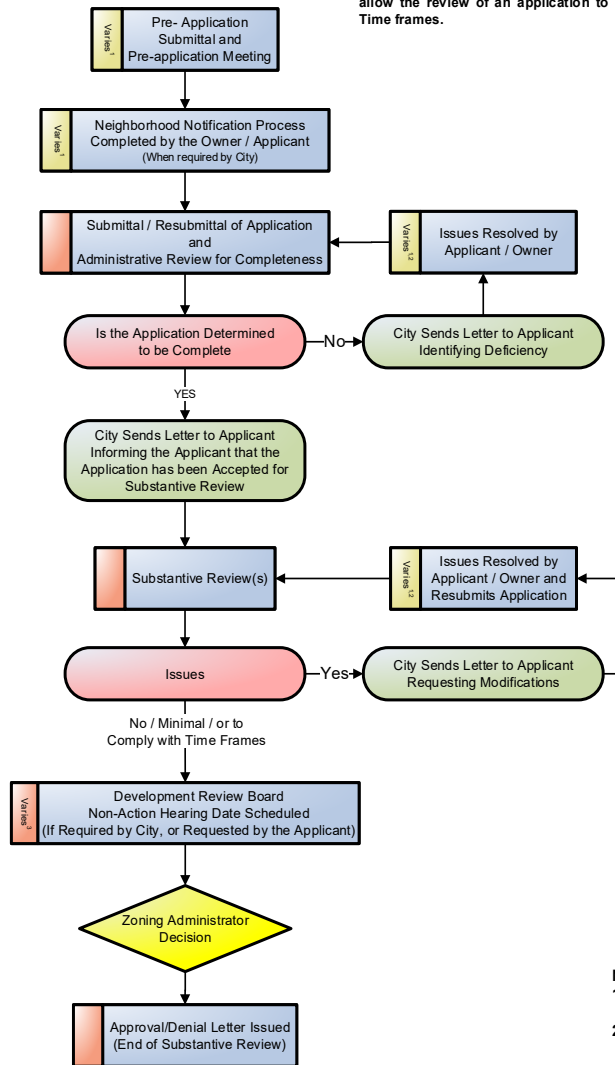 allow the review of an application to
Time frames.
Varies1
Pre- Application
Submittal and
Pre-application Meeting
Varies1
Neighborhood Notification Process
Completed by the Owner / Applicant
(When required by City)
Submittal / Resubmittal of Application
and
Administrative Review for Completeness
Varies1,2
Issues Resolved by
Applicant / Owner
Is the Application Determined
to be Complete
No
City Sends Letter to Applicant
Identifying Deficiency
YES
City Sends Letter to Applicant
Informing the Applicant that the
Application has been Accepted for
Substantive Review
Substantive Review(s)
Varies1,2
Issues Resolved by
Applicant / Owner and
Resubmits Application
Issues
Yes
City Sends Letter to Applicant
Requesting Modifications
No / Minimal / or to
Comply with Time Frames
Varies3
Development Review Board
Non-Action Hearing Date Scheduled
(If Required by City, or Requested by the Applicant)
Zoning Administrator
Decision
Approval/Denial Letter Issued
(End of Substantive Review)